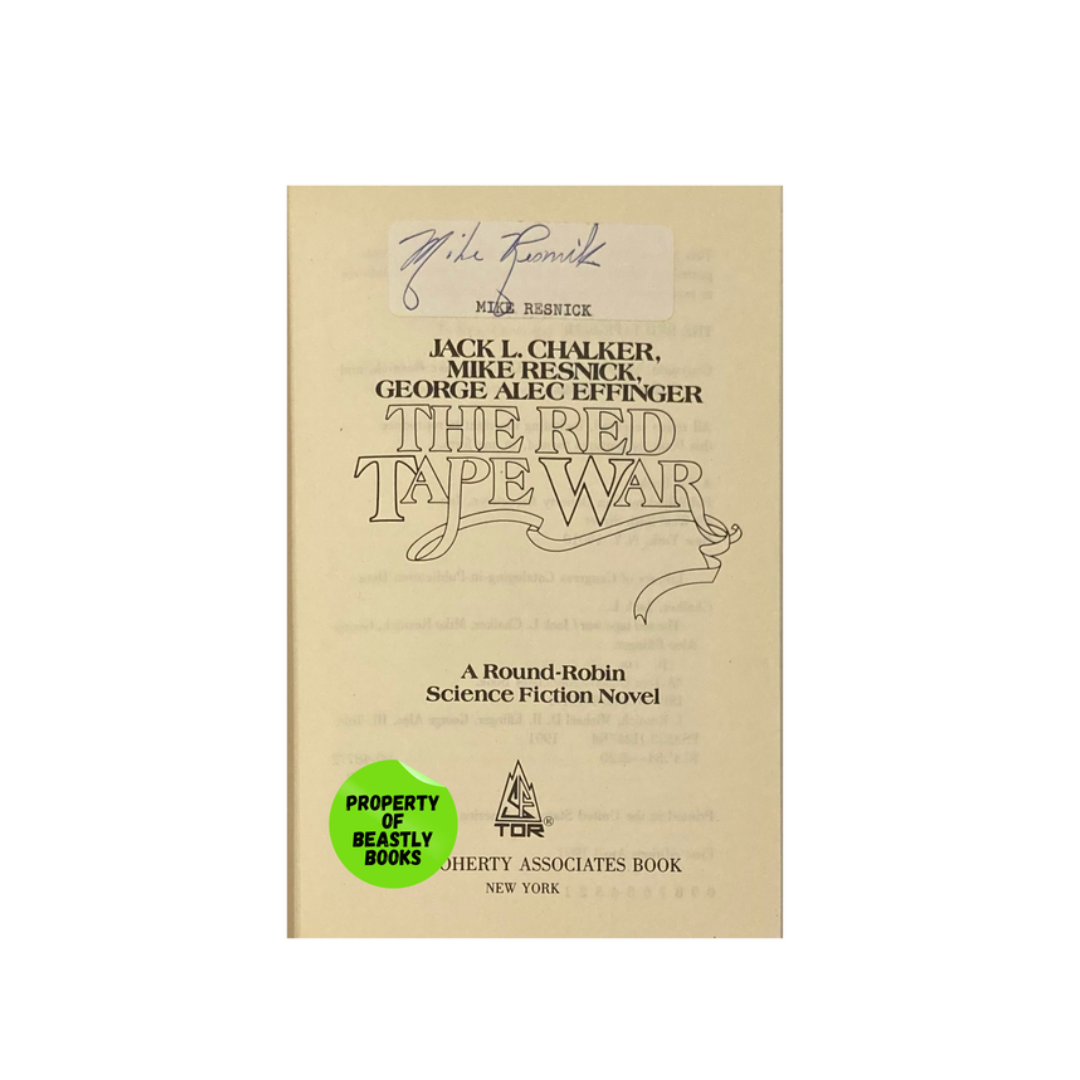 Mike Resnick
MIKE RESNICK
JACK L. CHALKER,
MIKE RESNICK,
GEORGE ALEC EFFINGER
THE RED
TAPE WAR
A Round-Robin
Science Fiction Novel
SF
TOR®
PROPERTY
OF
BEASTLY
BOOKS
OHERTY ASSOCIATES BOOK
NEW YORK